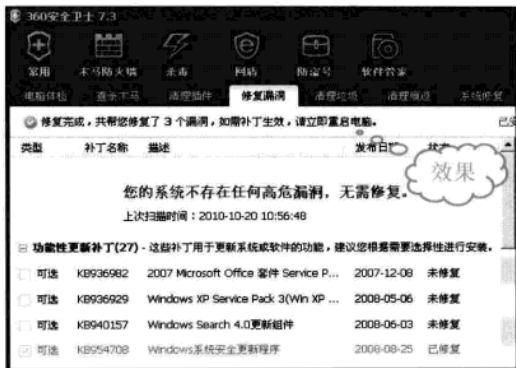 360安全卫士 7.3
常用 木马防火墙 杀毒 网盾 防盗号 软件管家
电脑体检 查杀木马 清理插件 修复漏洞 清理垃圾 清理痕迹 系统修复
修复完成，共帮您修复了 3 个漏洞，如需补丁生效，请立即重启电脑。
类型 补丁名称 描述 发布日期 状态
效果
您的系统不存在任何高危漏洞，无需修复。
上次扫描时间：2010-10-20 10:56:48
功能性更新补丁(27) - 这些补丁用于更新系统或软件的功能，建议您根据需要选择性进行安装。
可选 KB936982 2007 Microsoft Office 套件 Service P... 2007-12-08 未修复
可选 KB936929 Windows XP Service Pack 3(Win XP ... 2008-05-06 未修复
可选 KB940157 Windows Search 4.0更新组件 2008-06-03 未修复
可选 KB954708 Windows系统安全更新程序 2008-08-25 已修复